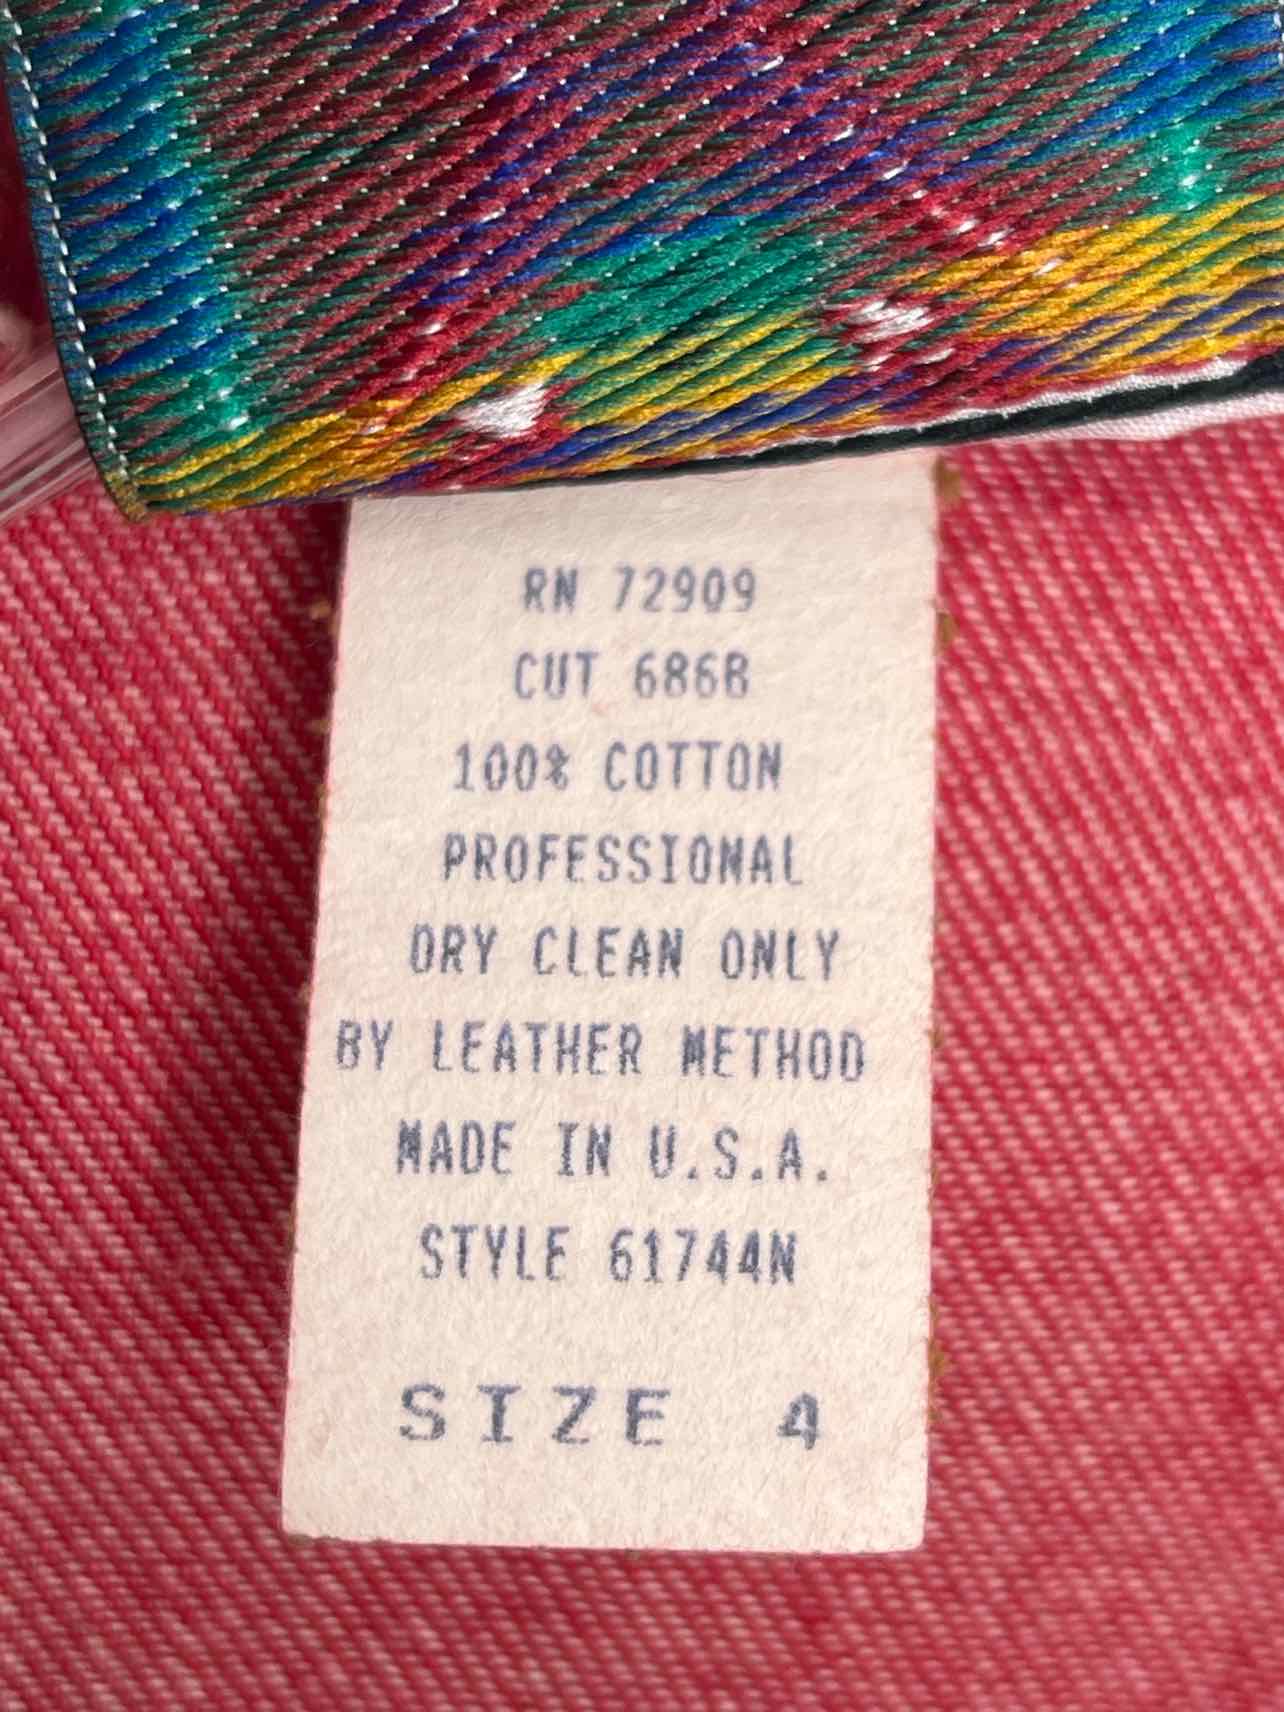 RN 72909
CUT 686B
100% COTTON
PROFESSIONAL
DRY CLEAN ONLY
BY LEATHER METHOD
MADE IN U.S.A.
STYLE 61744N
SIZE 4